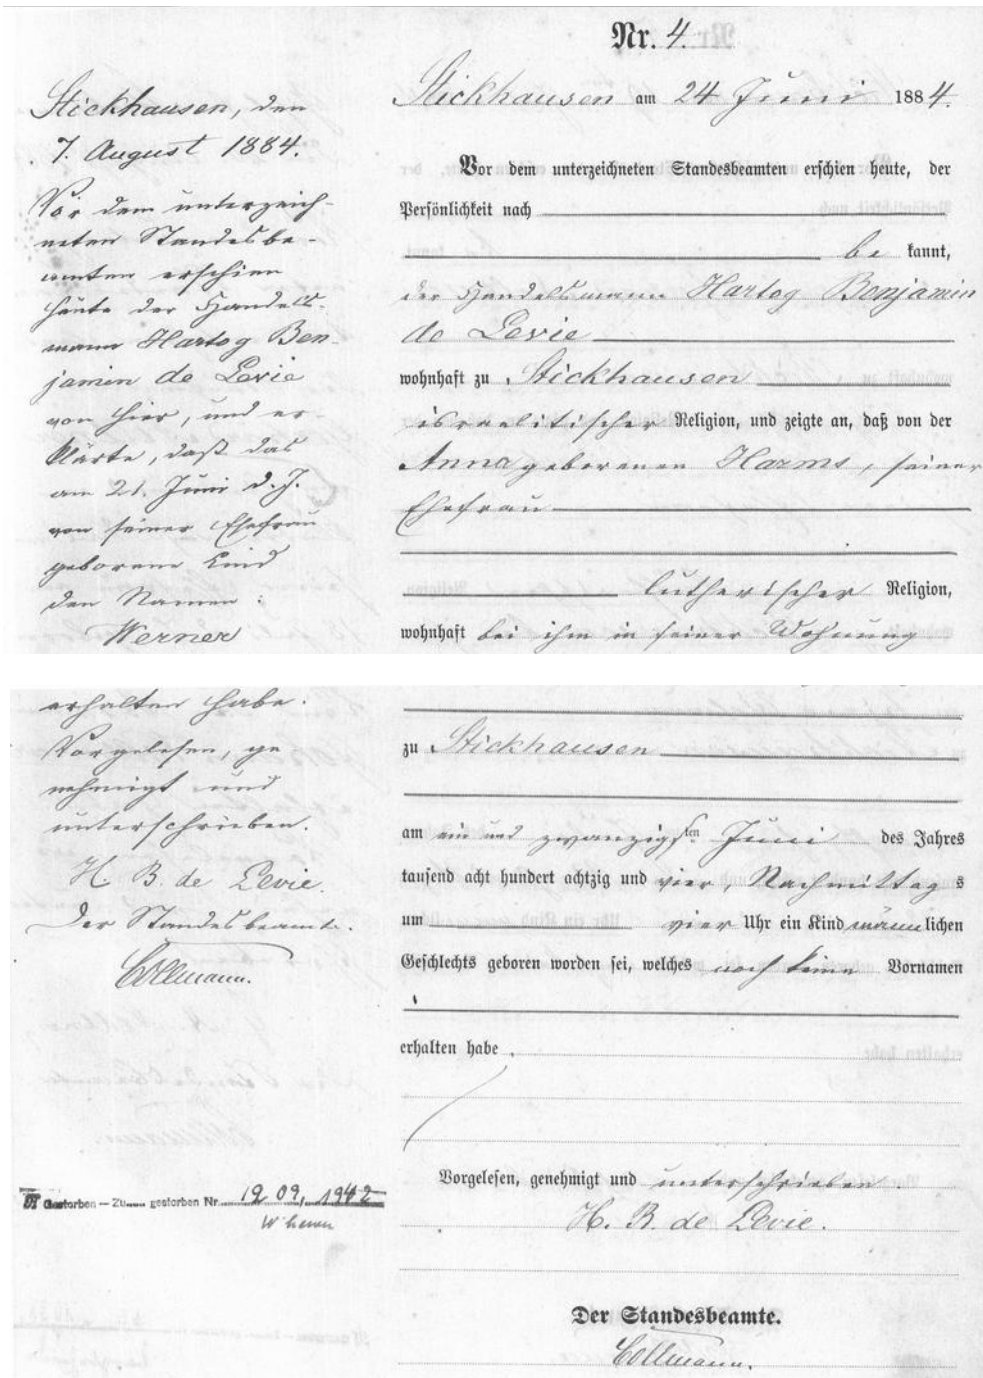 Nr. 4.
Stickhausen am 24 Juni 1884.
Vor dem unterzeichneten Standesbeamten erschien heute, der
Persönlichkeit nach
be kannt,
der Handelsmann Hartog Benjamin
de Levie
wohnhaft zu Stickhausen
israelitischer Religion, und zeigte an, daß von der
Anna geborenen Harms, seiner
Ehefrau
lutherischer Religion,
wohnhaft bei ihm in seiner Wohnung
zu Stickhausen
am ein und zwanzigsten Juni des Jahres
tausend acht hundert achtzig und vier, Nachmittag s
um vier Uhr ein Kind männlichen
Geschlechts geboren worden sei, welches noch keine Vornamen
erhalten habe.
Vorgelesen, genehmigt und unterschrieben.
H. B. de Levie.
Der Standesbeamte.
Collmann.
Stickhausen, den
7. August 1884.
Vor dem unterzeich-
neten Standesbe-
amten erschien
heute der Handels-
mann Hartog Ben-
jamin de Levie
von hier, und er-
klärte, daß das
am 21. Juni d. J.
von seiner Ehefrau
geborene Kind
den Namen:
Werner
erhalten habe.
Vorgelesen, ge-
nehmigt und
unterschrieben.
H. B. de Levie.
Der Standesbeamte.
Collmann.
Gestorben – Zu gestorben Nr. 19 09, 1942